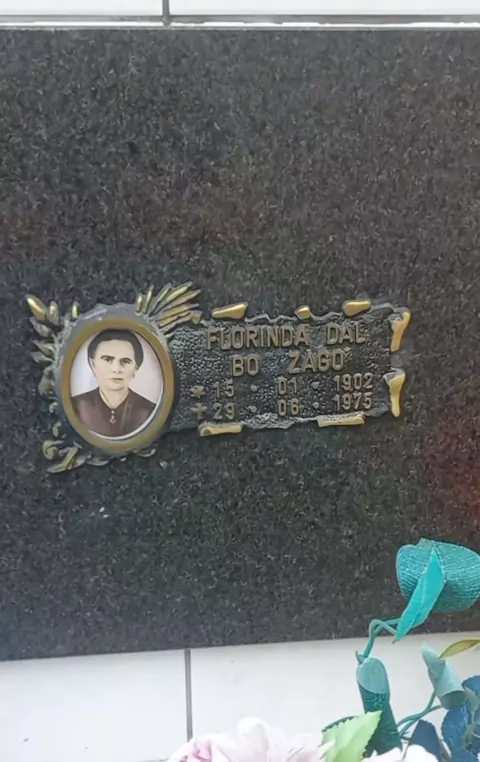 FLORINDA DAL
BO ZAGO
* 15 · 01 · 1902
+ 29 · 06 · 1975